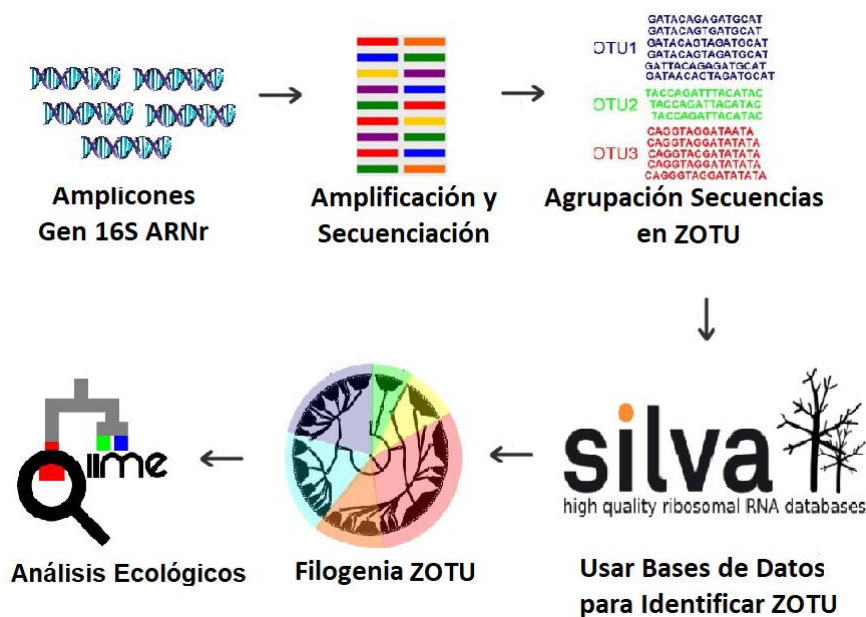 GATACAGAGATGCAT
GATACAGTGATGCAT
OTU1 GATACAGTAGATGCAT
GATACAGTAGATGCAT
GATTACAGAGATGCAT
GATAACACTAGATGCAT
TACCAGATTTACATAC
OTU2 TACCAGATTACATAC
TACCAGATTACATAC
CAGGTAGGATAATA
CAGGTAGGATATATA
OTU3 CAGGTACGATATATA
CAGGTAGGATATATA
CAGGGTAGGATATATA
Amplicones
Gen 16S ARNr
Amplificación y
Secuenciación
Agrupación Secuencias
en ZOTU
silva
high quality ribosomal RNA databases
Usar Bases de Datos
para Identificar ZOTU
Filogenia ZOTU
iime
Análisis Ecológicos